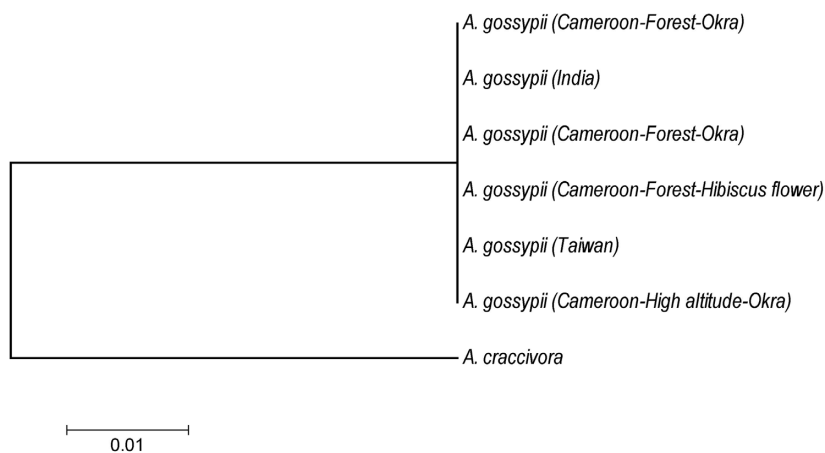 A. gossypii (Cameroon-Forest-Okra)
A. gossypii (India)
A. gossypii (Cameroon-Forest-Okra)
A. gossypii (Cameroon-Forest-Hibiscus flower)
A. gossypii (Taiwan)
A. gossypii (Cameroon-High altitude-Okra)
A. craccivora
0.01